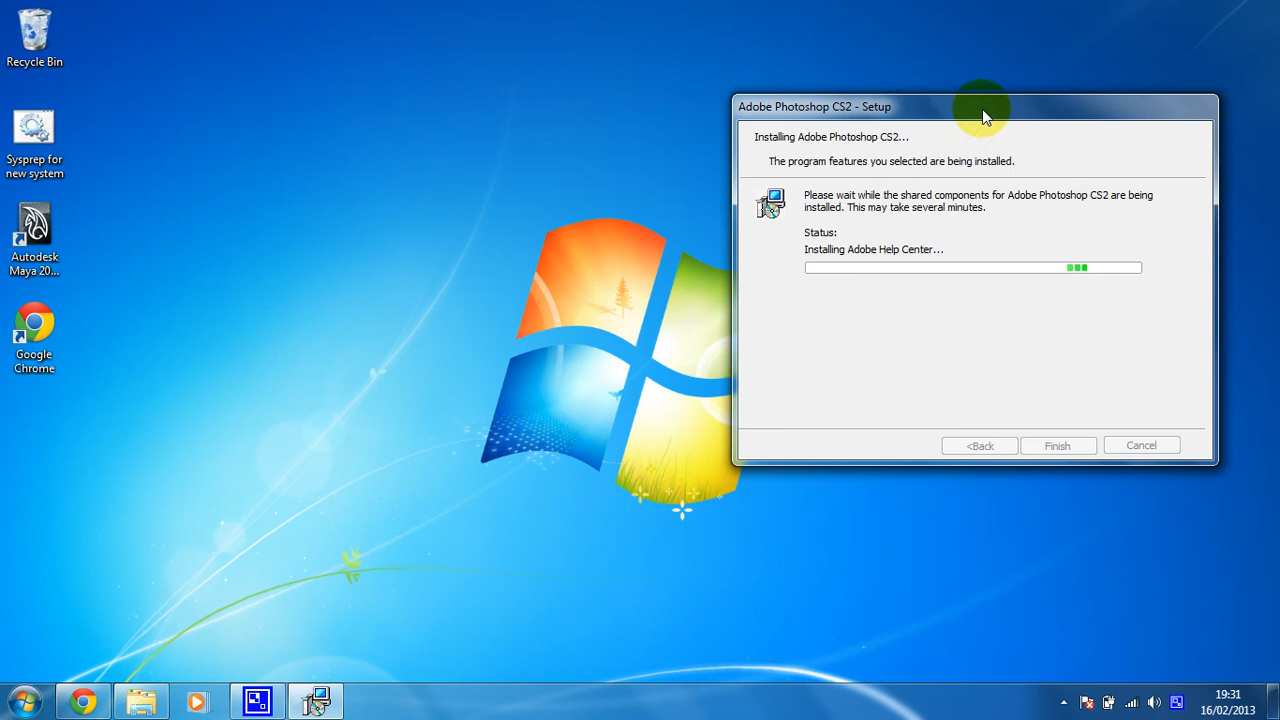 Recycle Bin
Sysprep for
new system
Autodesk
Maya 20...
Google
Chrome
Adobe Photoshop CS2 - Setup
Installing Adobe Photoshop CS2...
The program features you selected are being installed.
Please wait while the shared components for Adobe Photoshop CS2 are being
installed. This may take several minutes.
Status:
Installing Adobe Help Center...
<Back
Finish
Cancel
19:31
16/02/2013